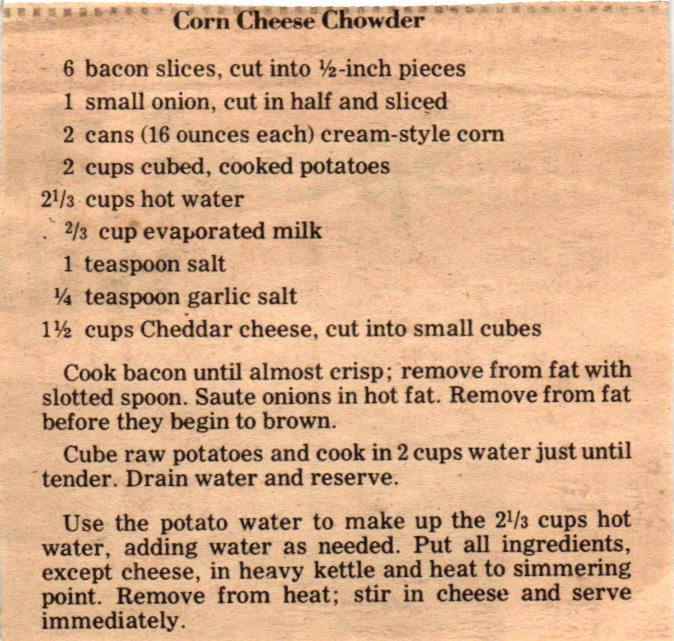 Corn Cheese Chowder
6 bacon slices, cut into ½-inch pieces
1 small onion, cut in half and sliced
2 cans (16 ounces each) cream-style corn
2 cups cubed, cooked potatoes
2⅓ cups hot water
⅔ cup evaporated milk
1 teaspoon salt
¼ teaspoon garlic salt
1½ cups Cheddar cheese, cut into small cubes
Cook bacon until almost crisp; remove from fat with
slotted spoon. Saute onions in hot fat. Remove from fat
before they begin to brown.
Cube raw potatoes and cook in 2 cups water just until
tender. Drain water and reserve.
Use the potato water to make up the 2⅓ cups hot
water, adding water as needed. Put all ingredients,
except cheese, in heavy kettle and heat to simmering
point. Remove from heat; stir in cheese and serve
immediately.